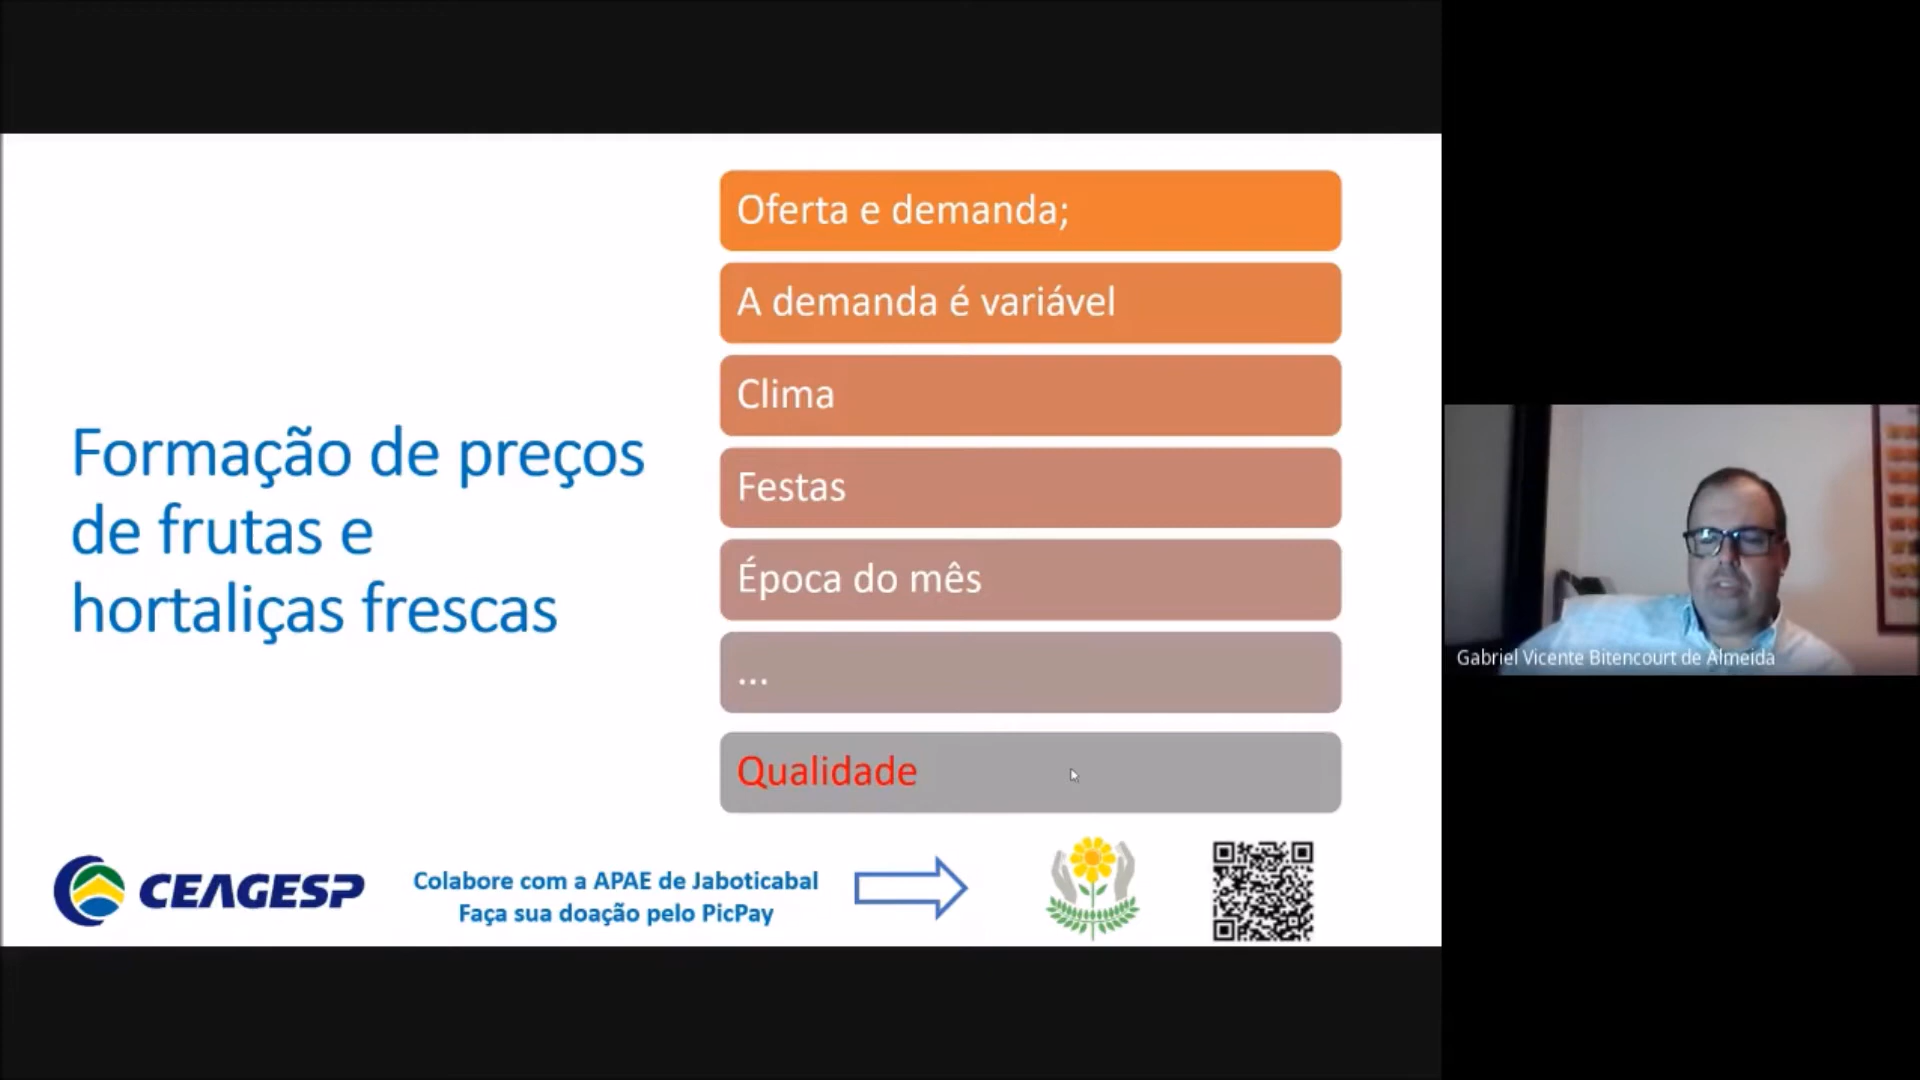 Formação de preços
de frutas e
hortaliças frescas
Oferta e demanda;
A demanda é variável
Clima
Festas
Época do mês
...
Qualidade
CEAGESP
Colabore com a APAE de Jaboticabal
Faça sua doação pelo PicPay
Gabriel Vicente Bitencourt de Almeida